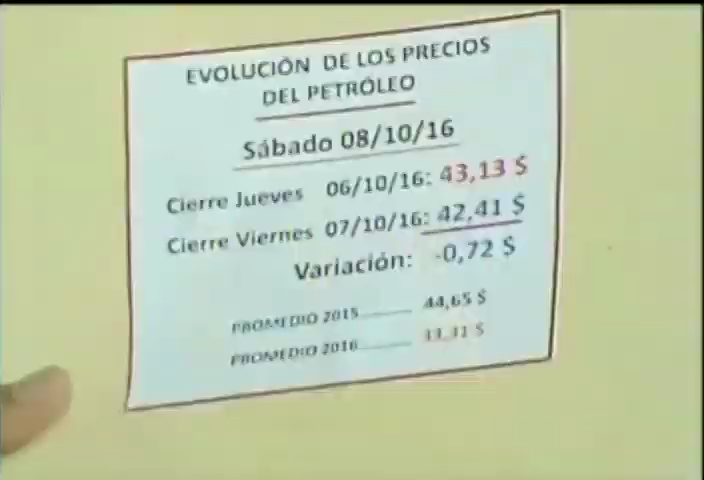 EVOLUCIÓN DE LOS PRECIOS
DEL PETRÓLEO
Sábado 08/10/16
Cierre Jueves 06/10/16: 43,13 $
Cierre Viernes 07/10/16: 42,41 $
Variación: -0,72 $
PROMEDIO 2015.......... 44,65 $
PROMEDIO 2016.......... $